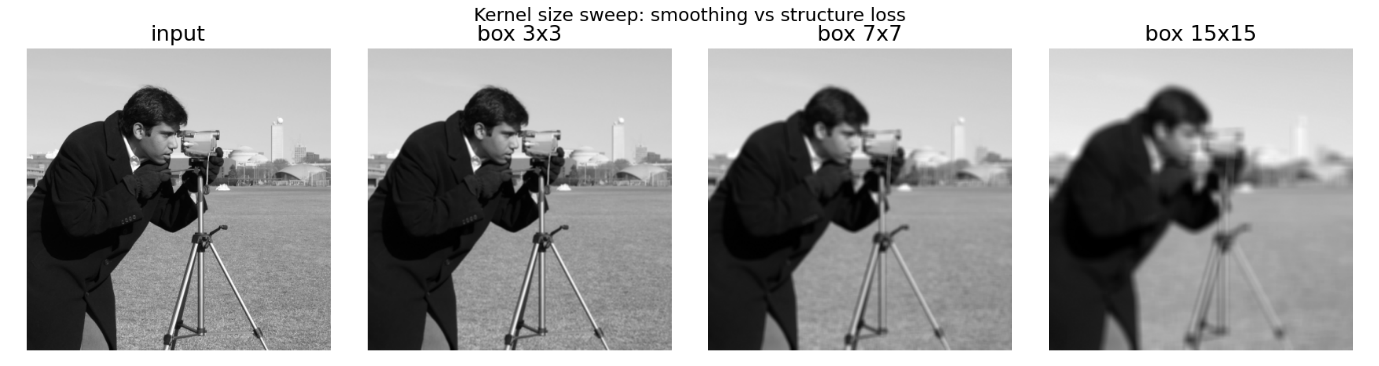 Kernel size sweep: smoothing vs structure loss
input
box 3x3
box 7x7
box 15x15